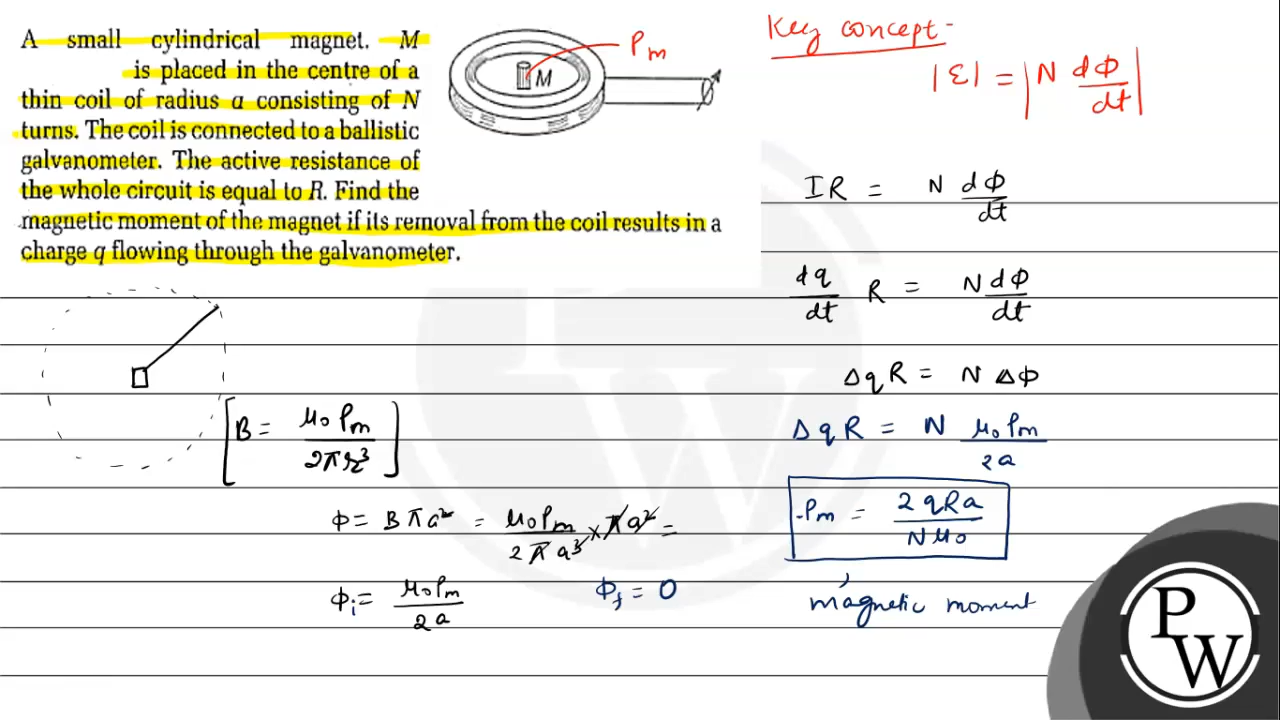 A small cylindrical magnet. M
is placed in the centre of a
thin coil of radius a consisting of N
turns. The coil is connected to a ballistic
galvanometer. The active resistance of
the whole circuit is equal to R. Find the
magnetic moment of the magnet if its removal from the coil results in a
charge q flowing through the galvanometer.
M
Pm
Key concept -
|ε| = |N dΦ/dt|
IR = N dΦ/dt
dq/dt R = N dΦ/dt
Δq R = N ΔΦ
Δq R = N μ₀Pm/2a
Pm = 2qRa/Nμ₀
magnetic moment
[B = μ₀Pm/2πr³]
Φ = Bπa² = μ₀Pm/2πa³ × πa² =
Φi = μ₀Pm/2a
Φf = 0
PW
PW